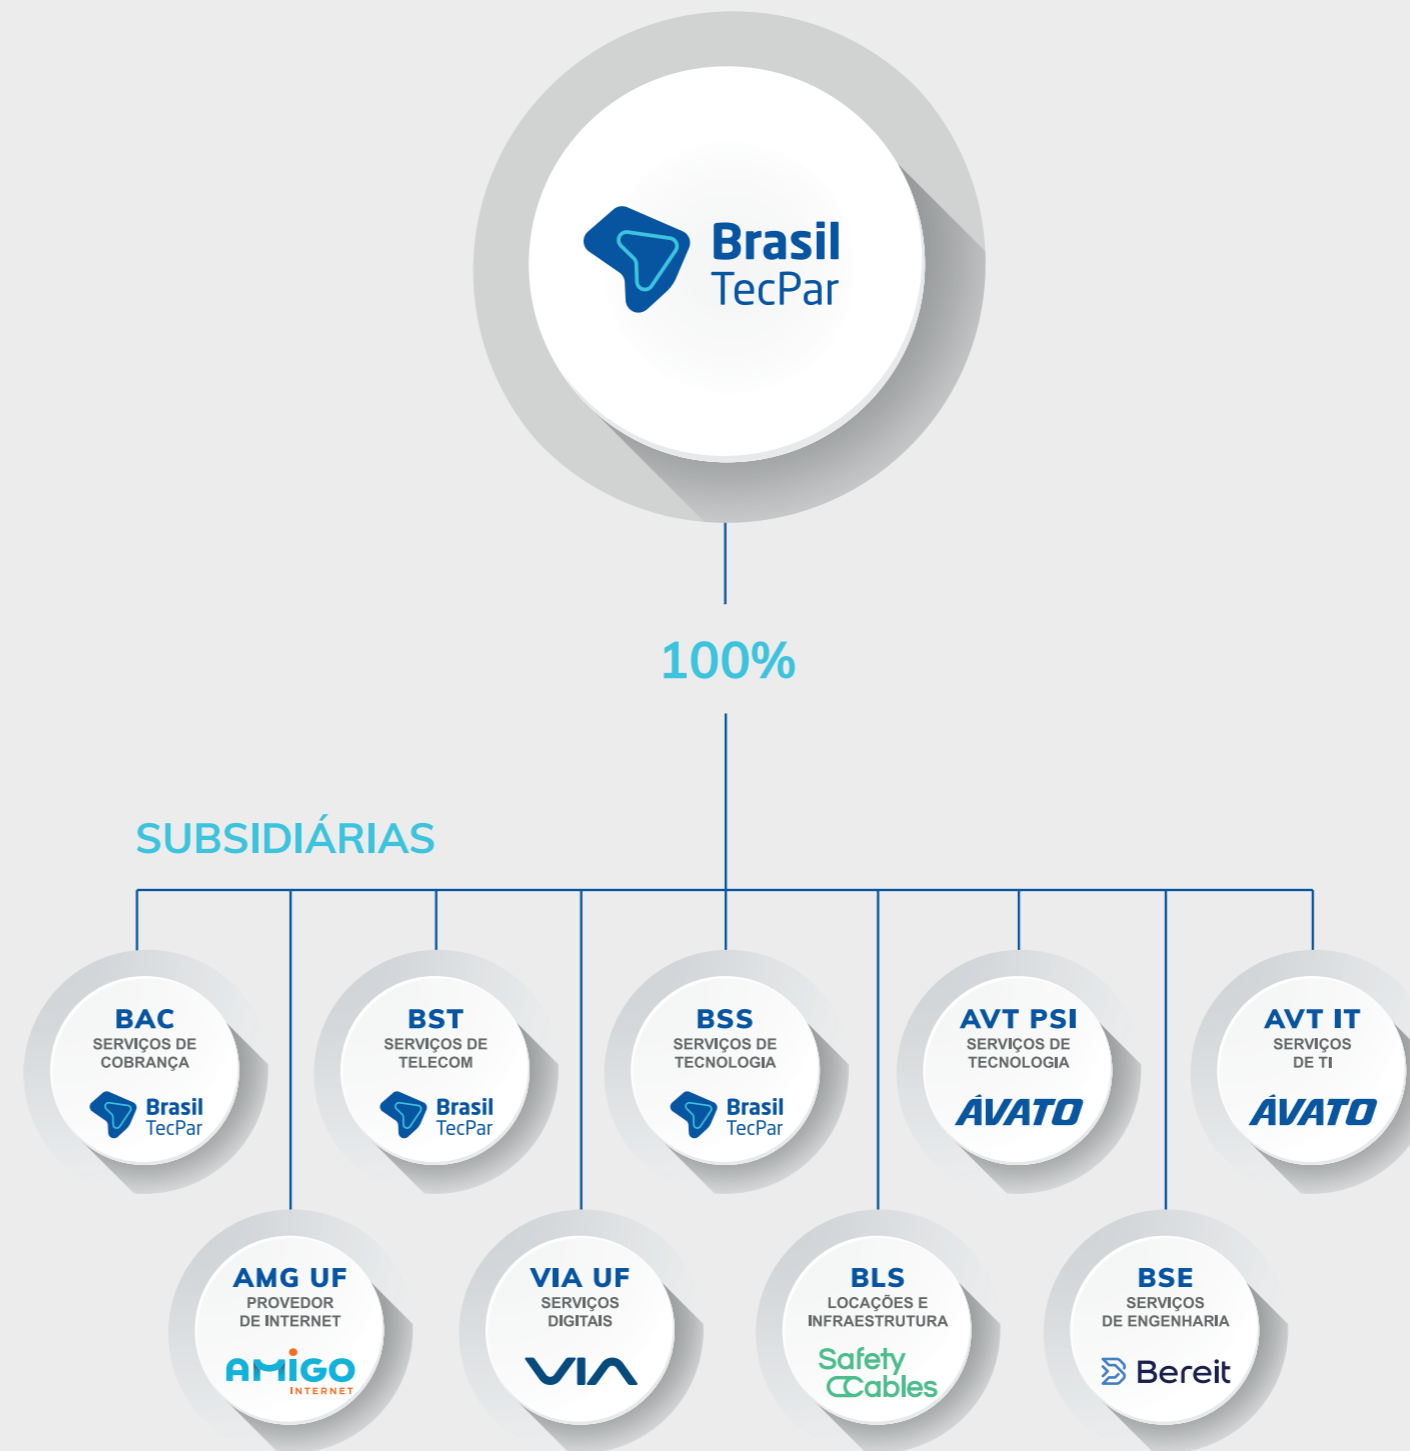 Brasil
TecPar
100%
SUBSIDIÁRIAS
BAC
SERVIÇOS DE
COBRANÇA
Brasil
TecPar
BST
SERVIÇOS DE
TELECOM
Brasil
TecPar
BSS
SERVIÇOS DE
TECNOLOGIA
Brasil
TecPar
AVT PSI
SERVIÇOS DE
TECNOLOGIA
ÁVATO
AVT IT
SERVIÇOS
DE TI
ÁVATO
AMG UF
PROVEDOR
DE INTERNET
AMiGO
INTERNET
VIA UF
SERVIÇOS
DIGITAIS
VIA
BLS
LOCAÇÕES E
INFRAESTRUTURA
Safety
Cables
BSE
SERVIÇOS
DE ENGENHARIA
Bereit